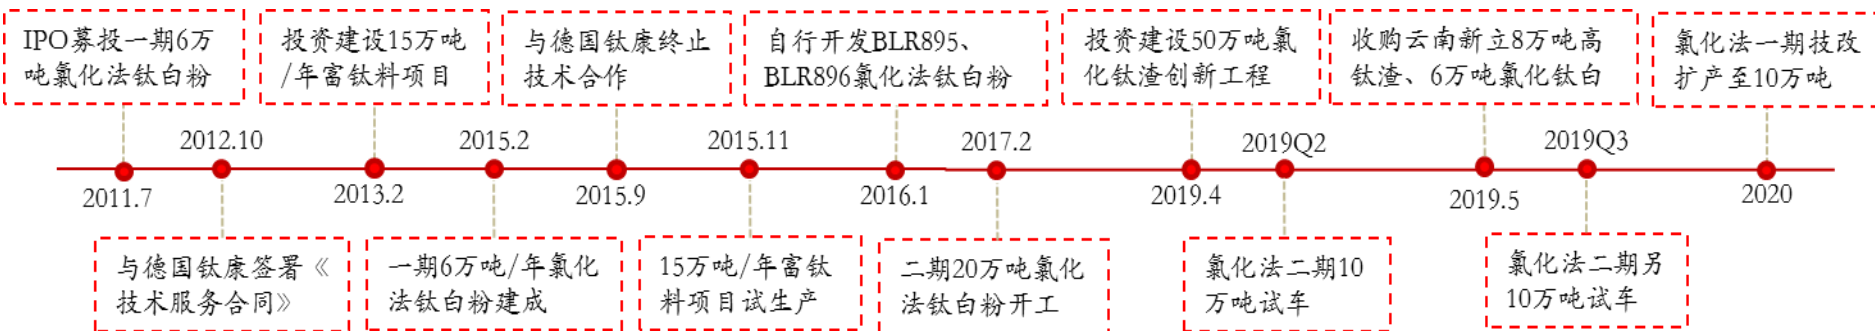 IPO募投一期6万
吨氯化法钛白粉
投资建设15万吨
/年富钛料项目
与德国钛康终止
技术合作
自行开发BLR895、
BLR896氯化法钛白粉
投资建设50万吨氯
化钛渣创新工程
收购云南新立8万吨高
钛渣、6万吨氯化钛白
氯化法一期技改
扩产至10万吨
2012.10
2015.2
2015.11
2017.2
2019Q2
2019Q3
2011.7
2013.2
2015.9
2016.1
2019.4
2019.5
2020
与德国钛康签署《
技术服务合同》
一期6万吨/年氯化
法钛白粉建成
15万吨/年富钛
料项目试生产
二期20万吨氯化
法钛白粉开工
氯化法二期10
万吨试车
氯化法二期另
10万吨试车